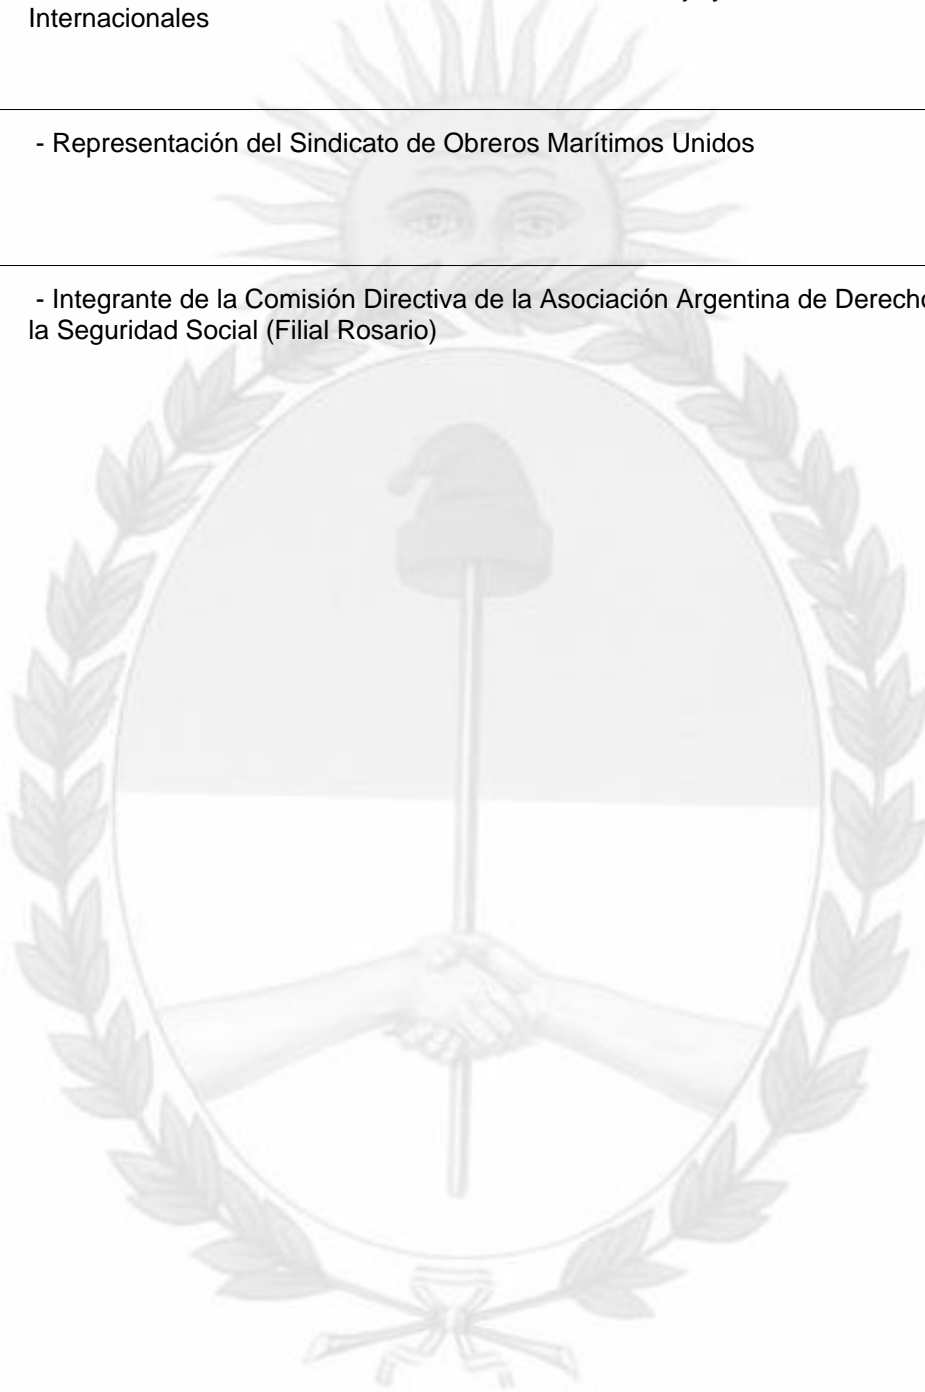 Internacionales
- Representación del Sindicato de Obreros Marítimos Unidos
- Integrante de la Comisión Directiva de la Asociación Argentina de Derecho
la Seguridad Social (Filial Rosario)